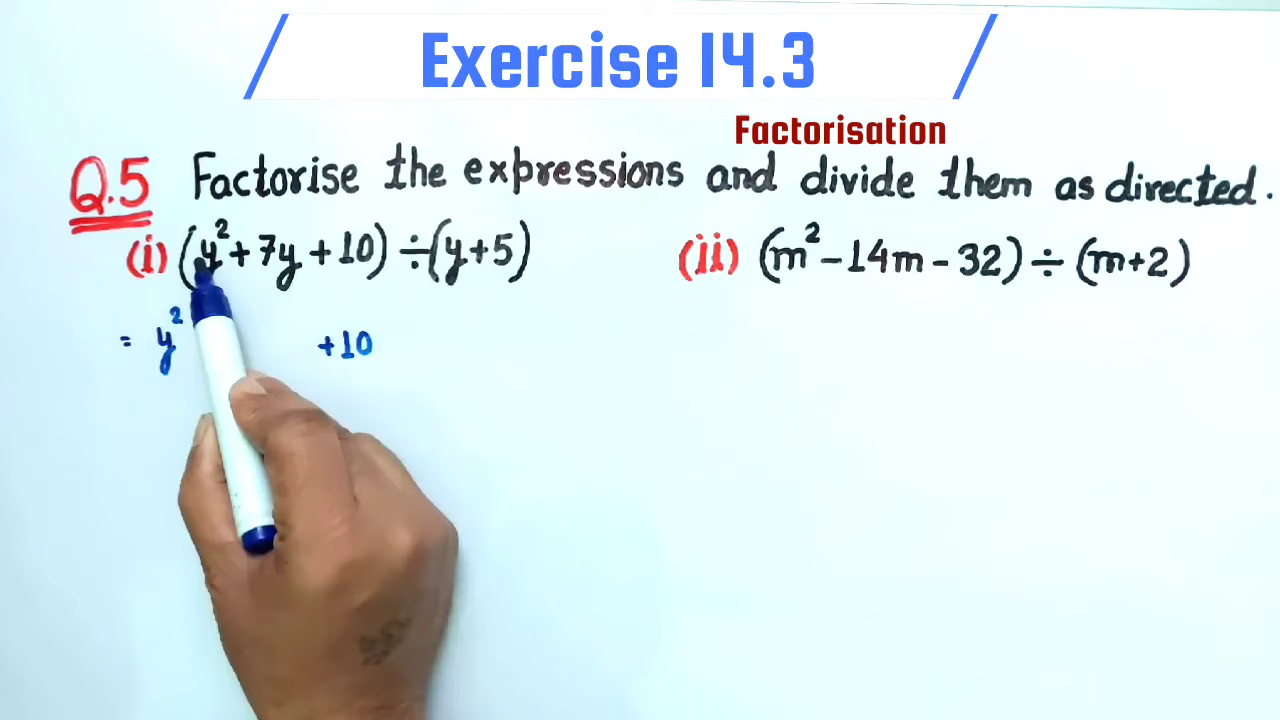 Exercise 14.3
Factorisation
Q.5 Factorise the expressions and divide them as directed.
(i) (y²+7y+10)÷(y+5) (ii) (m²-14m-32)÷(m+2)
= y² +10